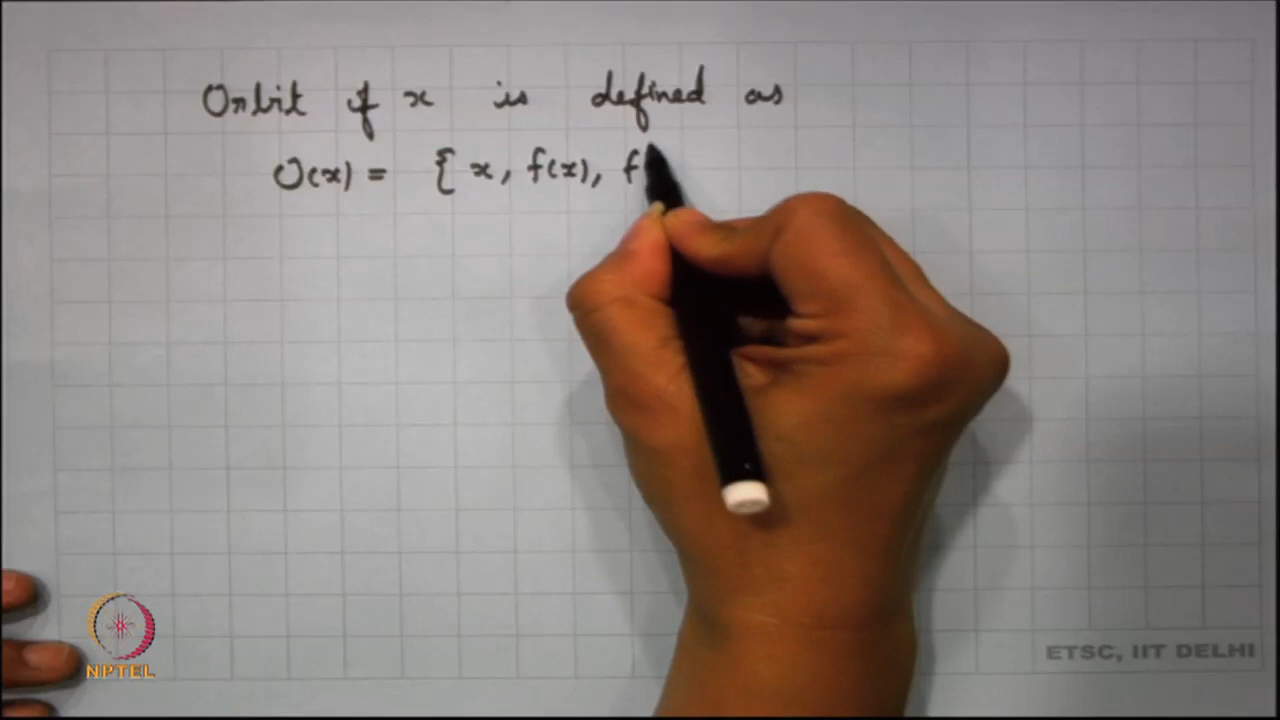 Orbit of x is defined as
O(x) = { x, f(x), f
NPTEL
ETSC, IIT DELHI